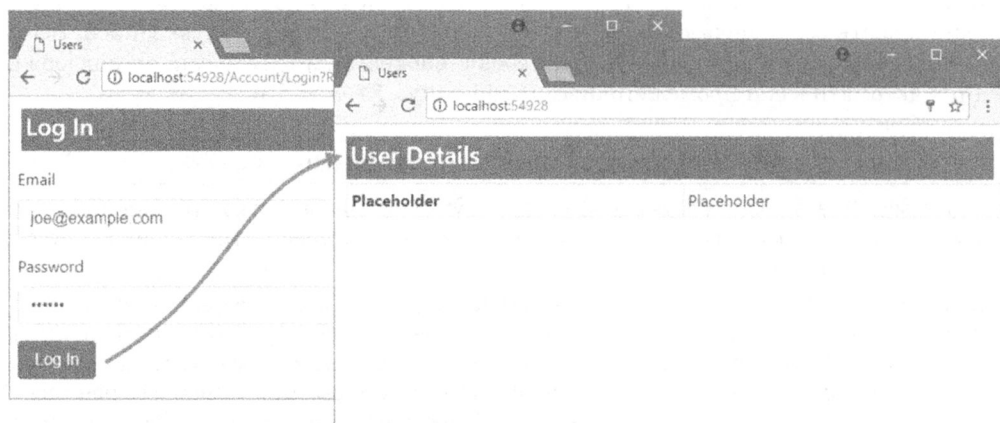 Users
localhost:54928/Account/Login?R
Log In
Email
joe@example com
Password
••••••
Log In
Users
localhost:54928
User Details
Placeholder Placeholder